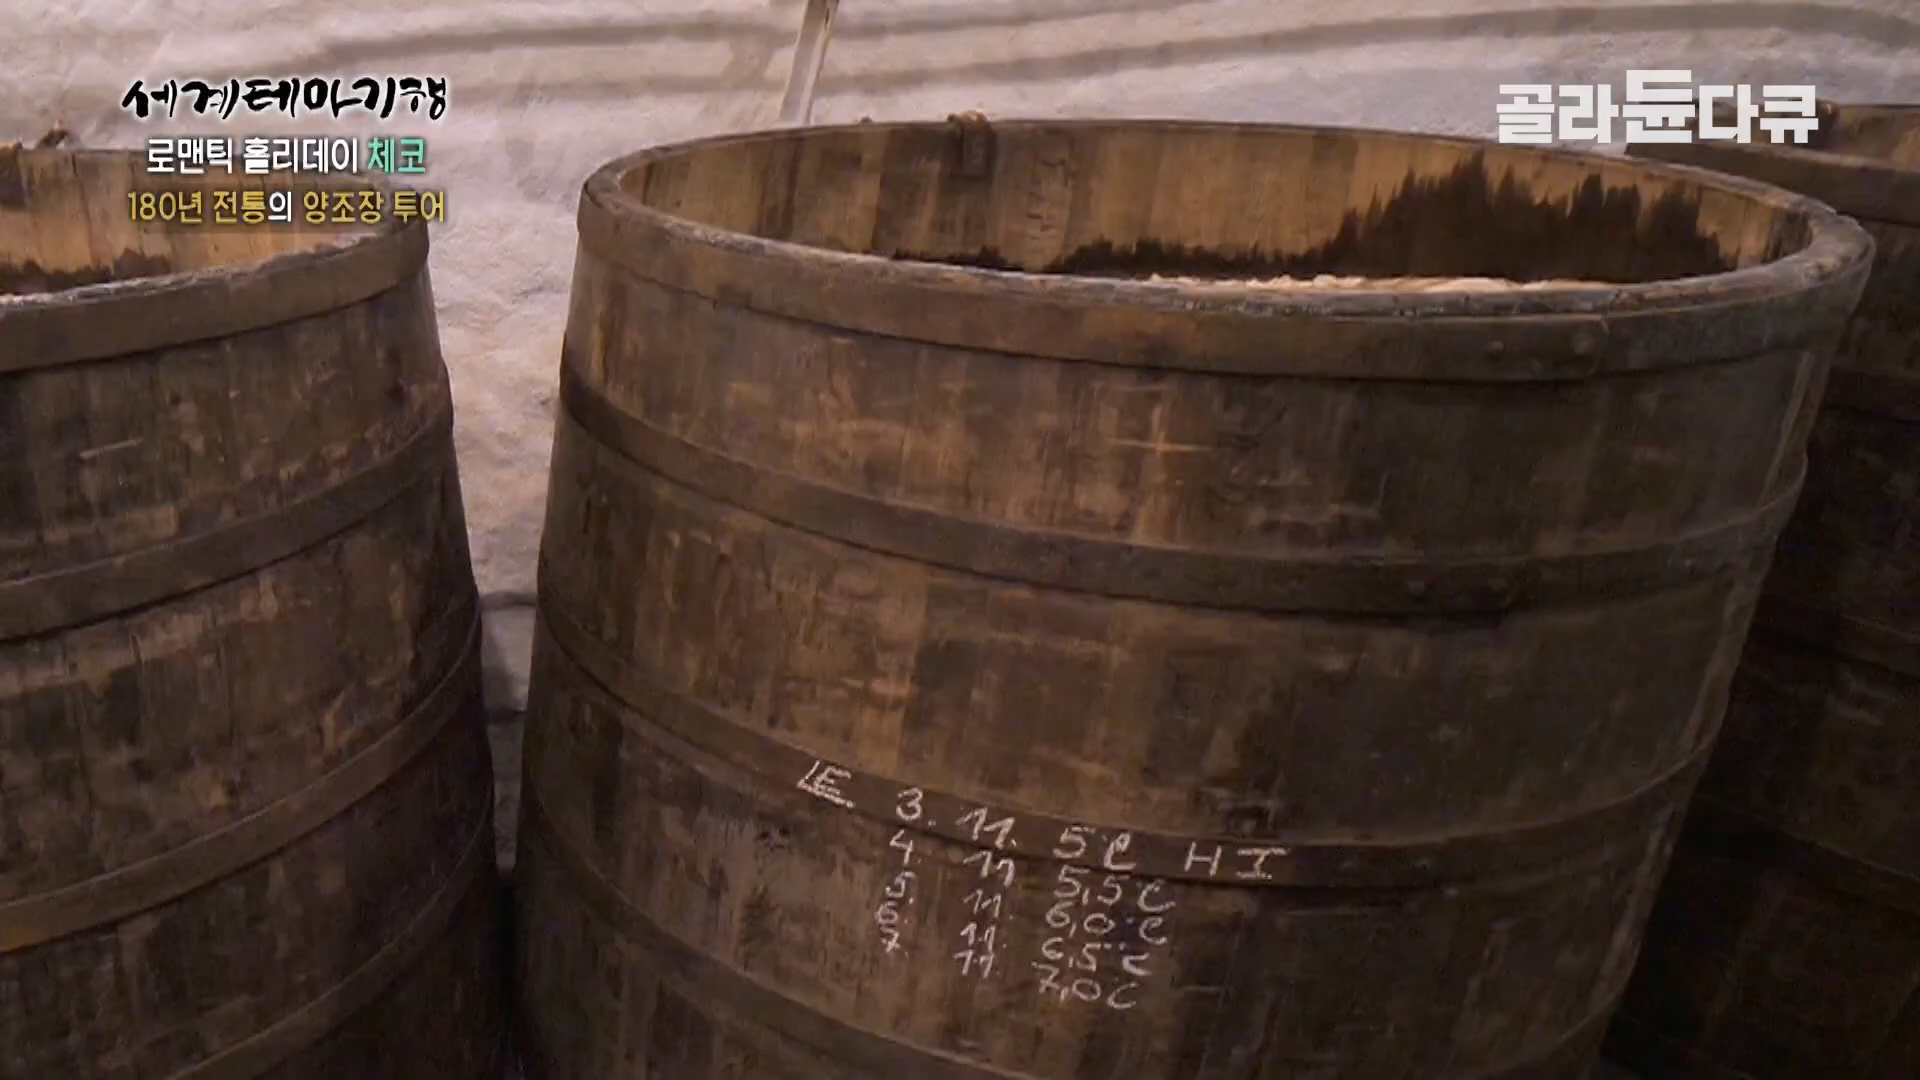 세계테마기행
로맨틱 홀리데이 체코
180년 전통의 양조장 투어
골라듄다큐
LE. 3. 11. 5°C H I
4. 11 5,5°C
5. 11. 6,0°C
6. 11. 6,5°C
7. 11. 7,0C